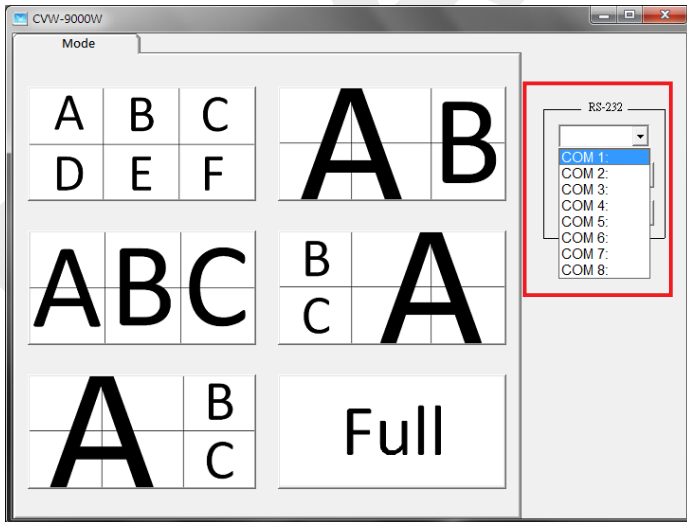 CVW-9000W
Mode
A B C
D E F
A B
A B C
B
C
A
A
B
C
Full
RS-232
COM 1:
COM 2:
COM 3:
COM 4:
COM 5:
COM 6:
COM 7:
COM 8: